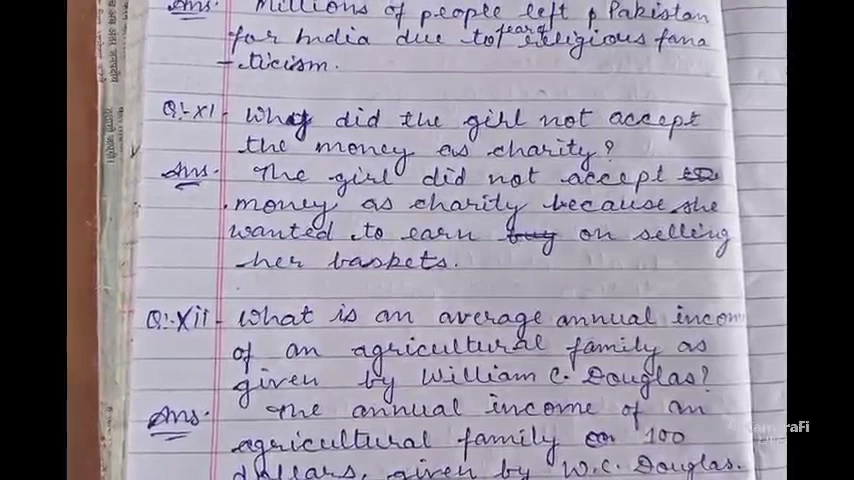 Ans. Millions of people left Pakistan
for India due to fear of religious fana
- ticism.
Q:-XI - Why did the girl not accept
the money as charity?
Ans. The girl did not accept
money as charity because she
wanted to earn buy on selling
her baskets.
Q:-XII - What is an average annual incom
of an agricultural family as
given by William C. Douglas?
Ans. The annual income of an
agricultural family 100
dollars, given by W.C. Douglas.